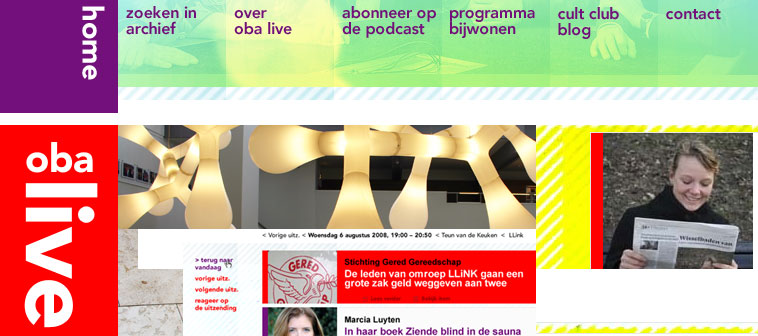 home
zoeken in
archief
over
oba live
abonneer op
de podcast
programma
bijwonen
cult club
blog
contact
oba
live
< Vorige uitz. < Woensdag 6 augustus 2008, 19:00 – 20:50 < Teun van de Keuken < LLink
> terug naar
vandaag
vorige uitz.
volgende uitz.
reageer op
de uitzending
GERED
Stichting Gered Gereedschap
De leden van omroep LLiNK gaan een
grote zak geld weggeven aan twee
Marcia Luyten
In haar boek Ziende blind in de sauna